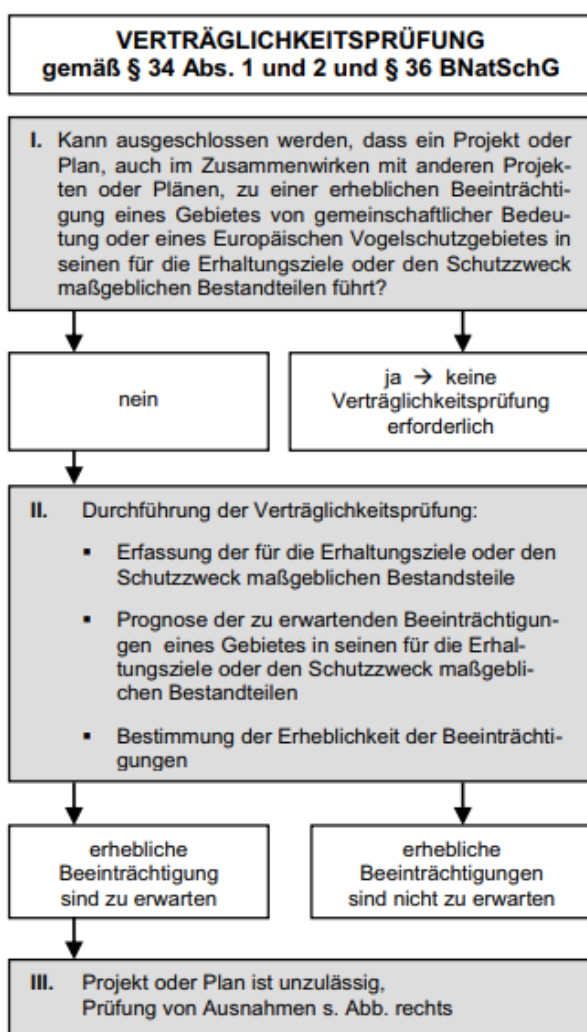 VERTRÄGLICHKEITSPRÜFUNG
gemäß § 34 Abs. 1 und 2 und § 36 BNatSchG
I. Kann ausgeschlossen werden, dass ein Projekt oder
Plan, auch im Zusammenwirken mit anderen Projek-
ten oder Plänen, zu einer erheblichen Beeinträchti-
gung eines Gebietes von gemeinschaftlicher Bedeu-
tung oder eines Europäischen Vogelschutzgebietes in
seinen für die Erhaltungsziele oder den Schutzzweck
maßgeblichen Bestandteilen führt?
nein
ja → keine
Verträglichkeitsprüfung
erforderlich
II. Durchführung der Verträglichkeitsprüfung:
▪ Erfassung der für die Erhaltungsziele oder den
Schutzzweck maßgeblichen Bestandsteile
▪ Prognose der zu erwartenden Beeinträchtigun-
gen eines Gebietes in seinen für die Erhal-
tungsziele oder den Schutzzweck maßgebli-
chen Bestandteilen
▪ Bestimmung der Erheblichkeit der Beeinträchti-
gungen
erhebliche
Beeinträchtigung
sind zu erwarten
erhebliche
Beeinträchtigungen
sind nicht zu erwarten
III. Projekt oder Plan ist unzulässig,
Prüfung von Ausnahmen s. Abb. rechts